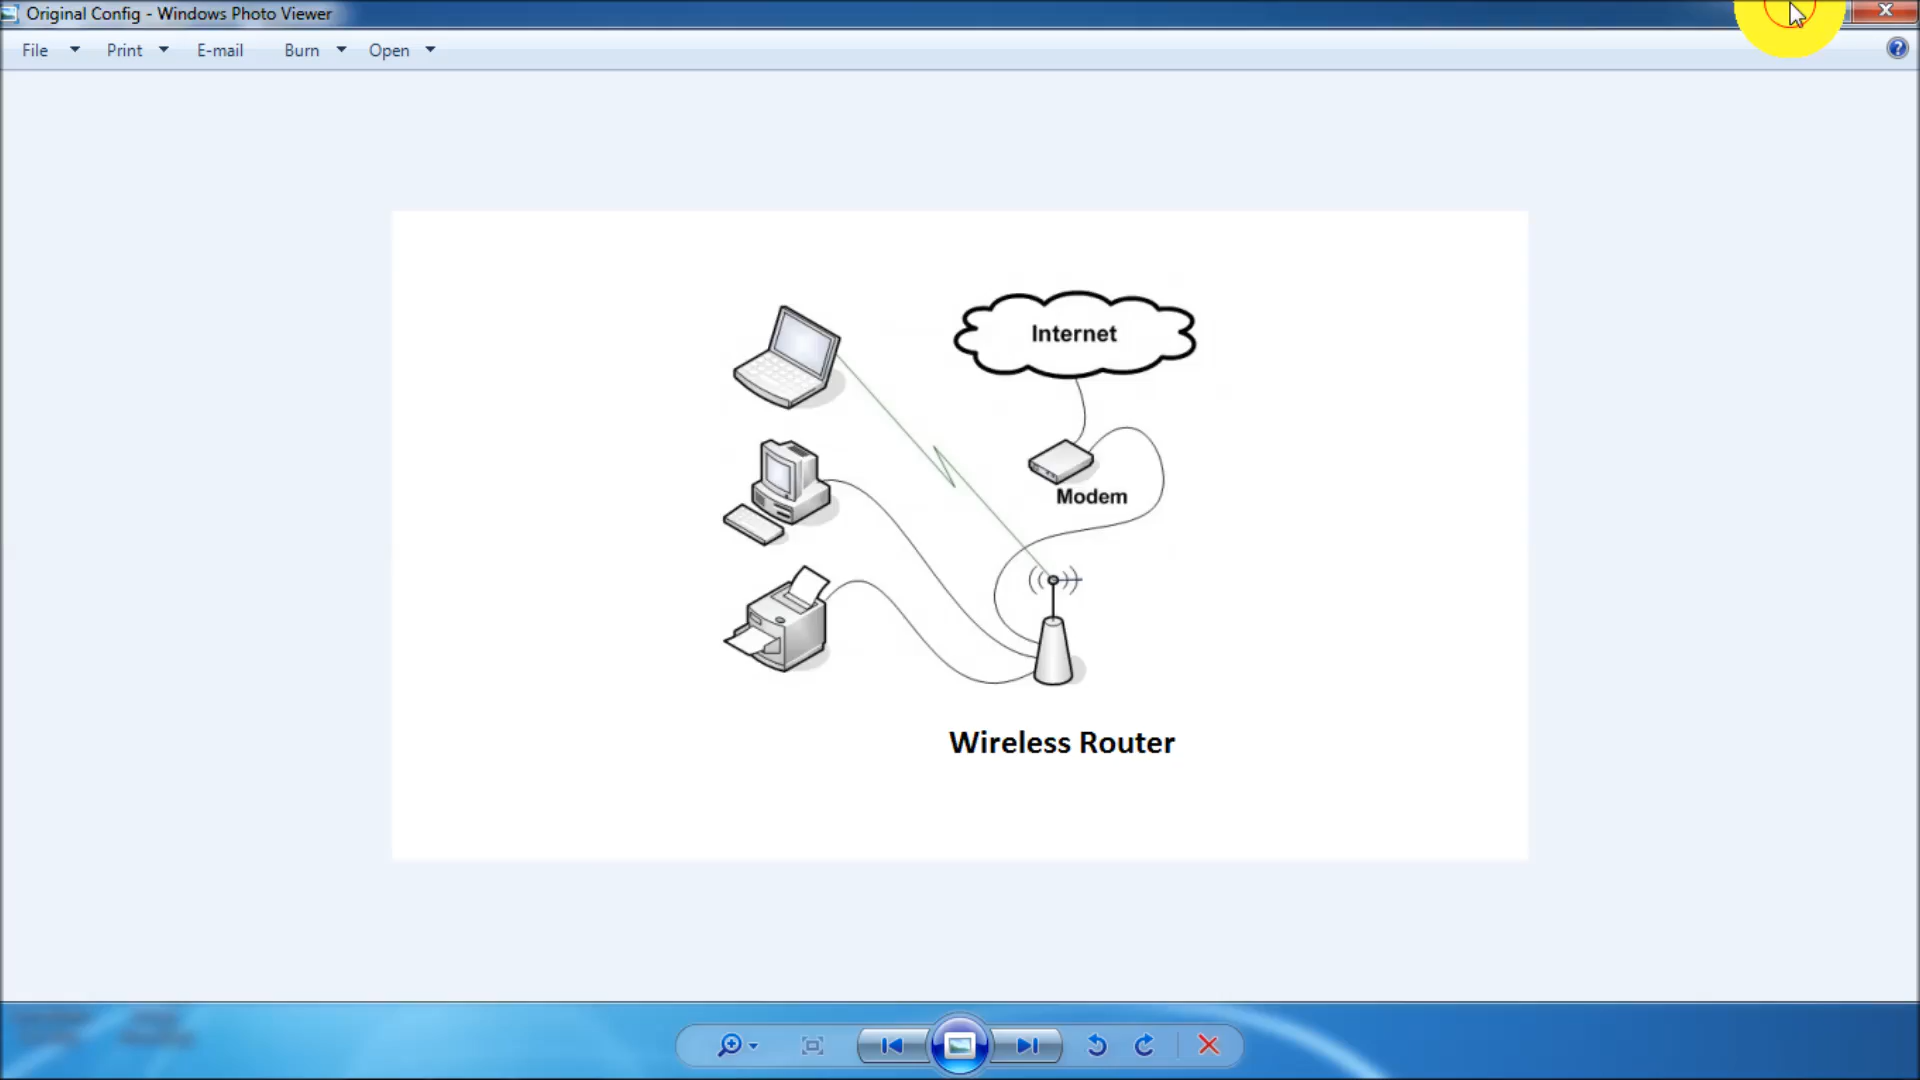 Original Config - Windows Photo Viewer
File Print E-mail Burn Open
Internet
Modem
Wireless Router